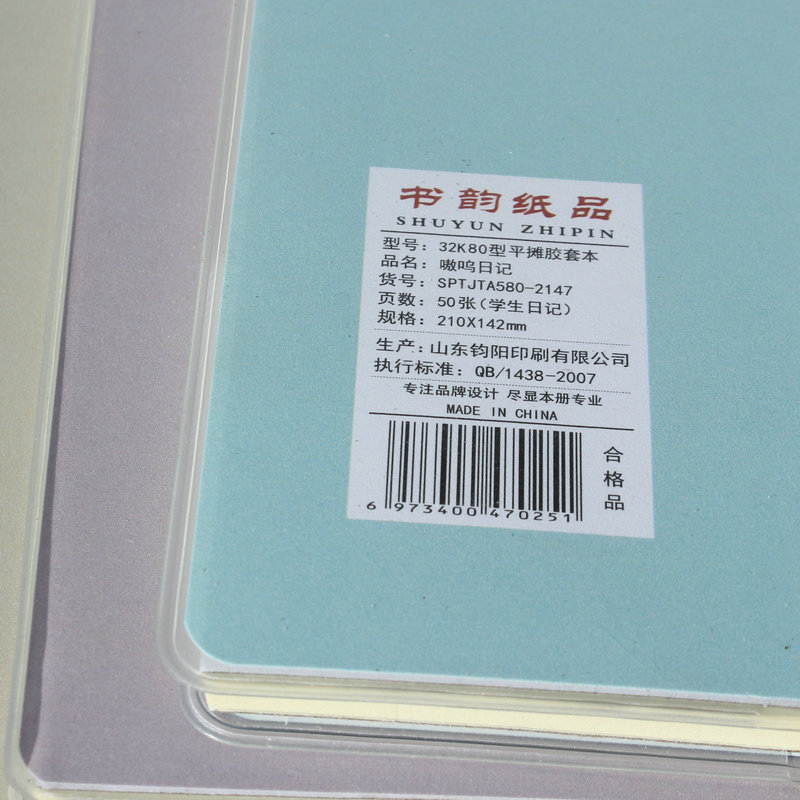 书韵纸品
SHUYUN ZHIPIN
型号：32K80型平摊胶套本
品名：嗷呜日记
货号：SPTJTA580-2147
页数：50张(学生日记)
规格：210X142mm
生产：山东钧阳印刷有限公司
执行标准：QB/1438-2007
专注品牌设计 尽显本册专业
MADE IN CHINA
合格品
6 973400 470251